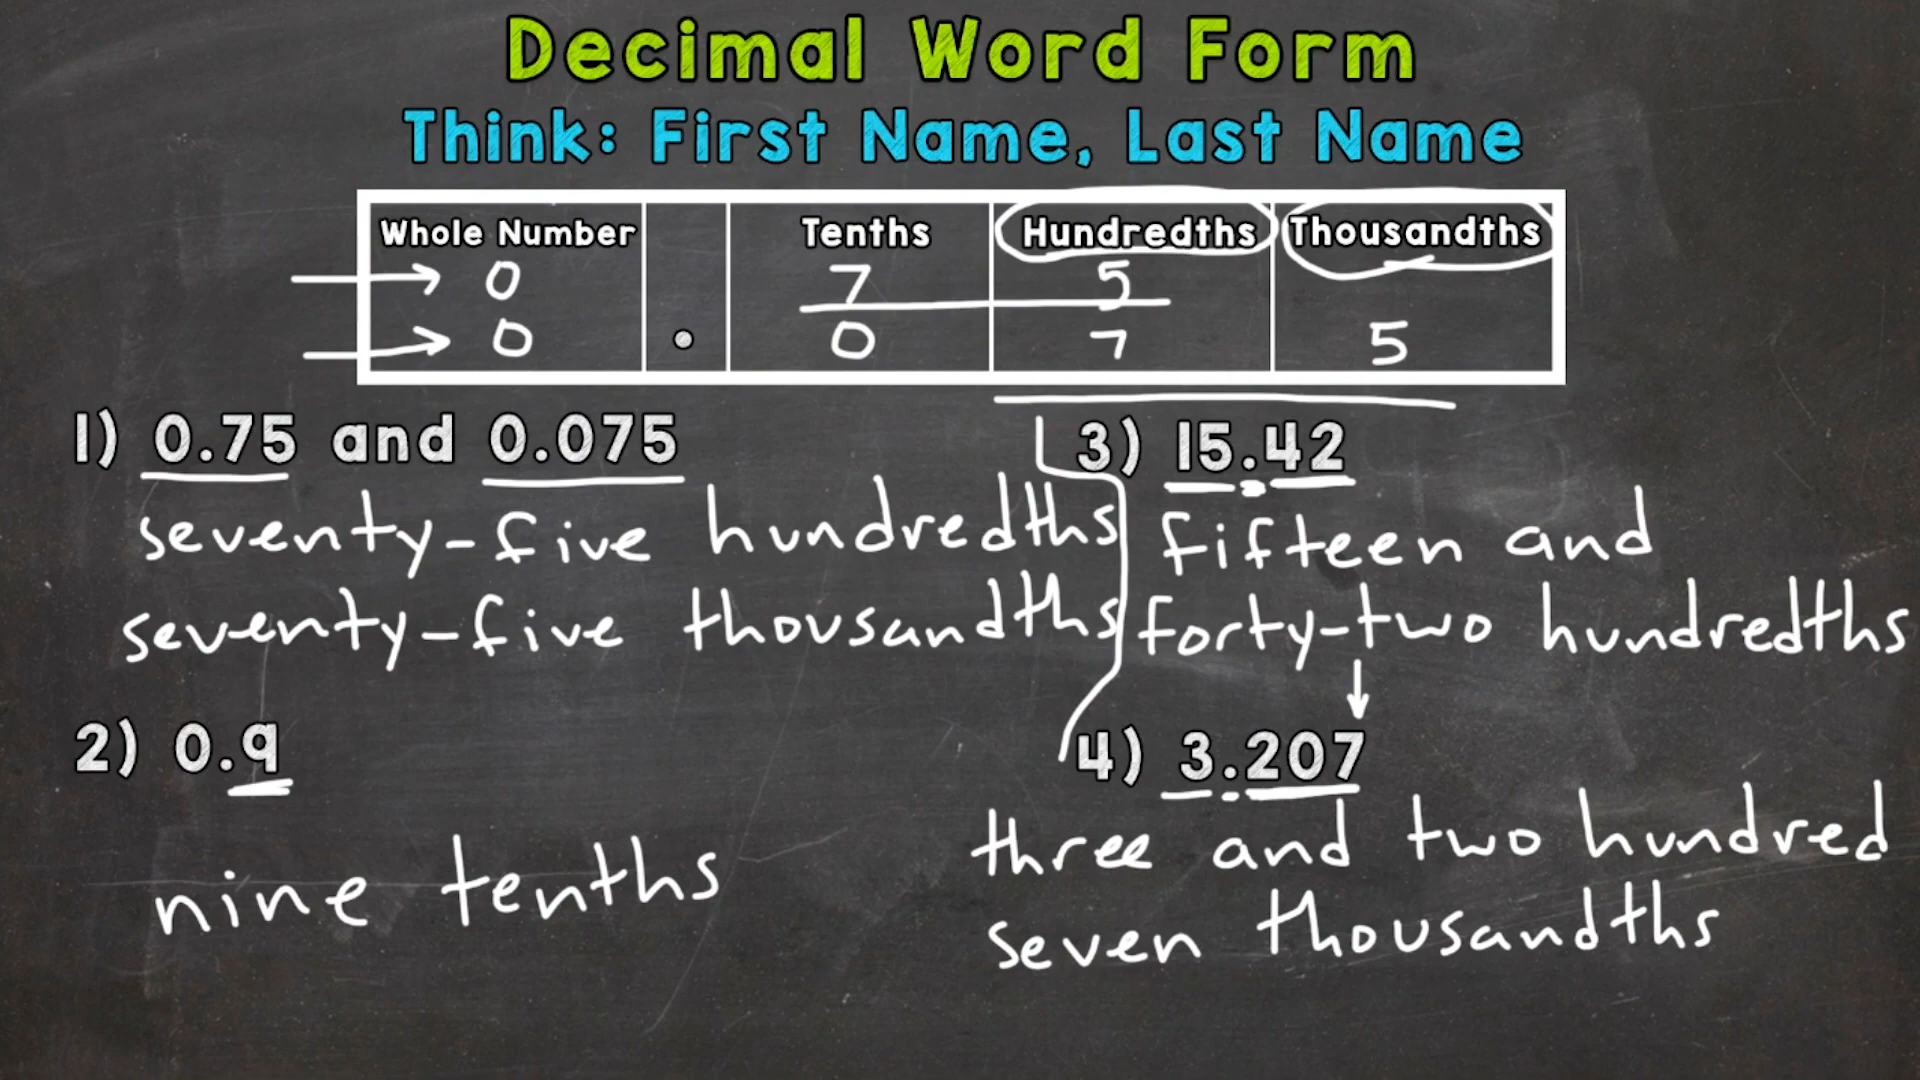 Decimal Word Form
Think: First Name, Last Name
Whole Number Tenths Hundredths Thousandths
0 7 5
0 . 0 7 5
1) 0.75 and 0.075
seventy-five hundredths
seventy-five thousandths
2) 0.9
nine tenths
3) 15.42
fifteen and
forty-two hundredths
4) 3.207
three and two hundred
seven thousandths